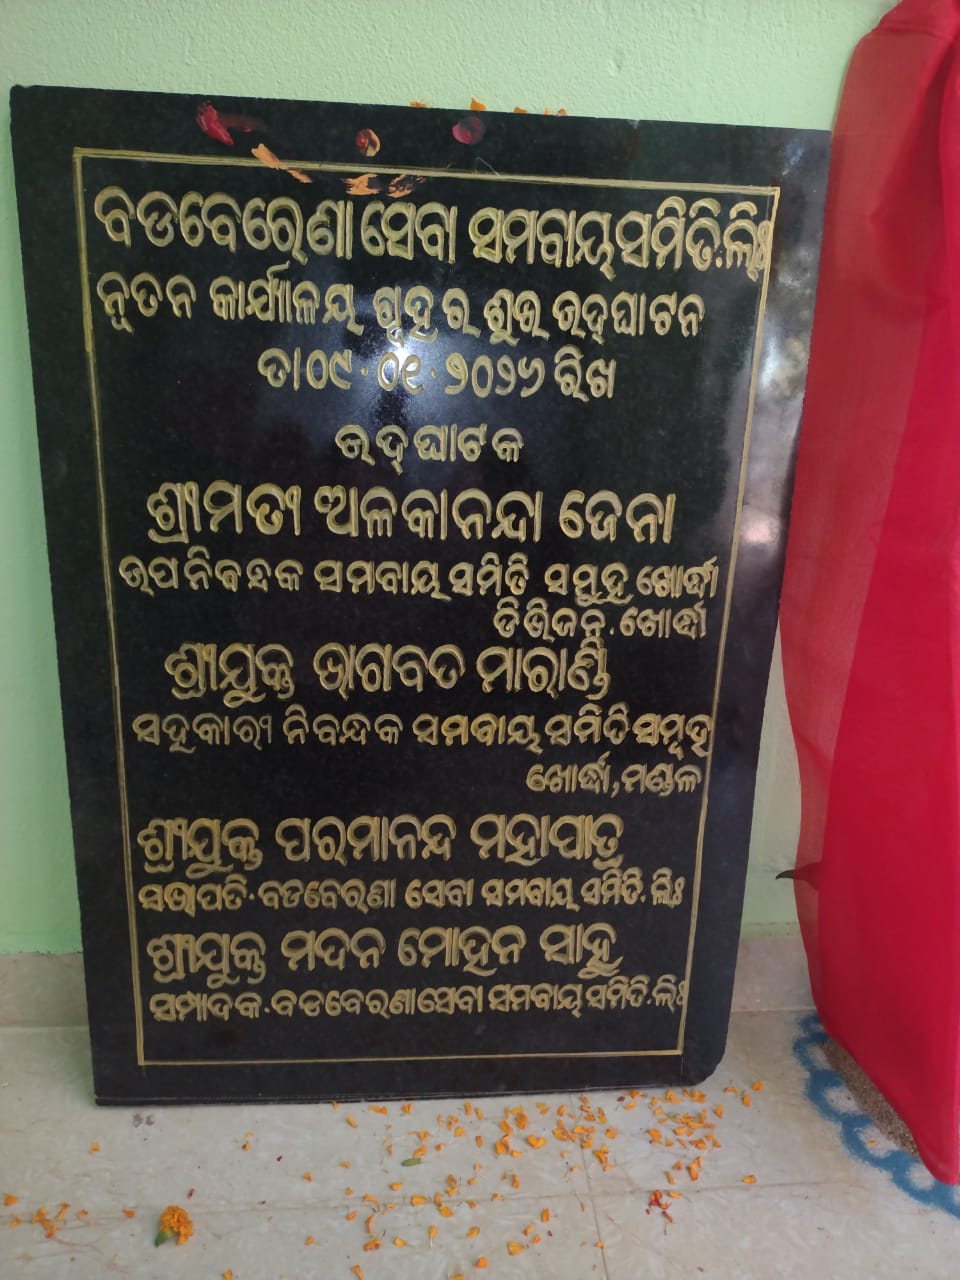 ବଡବେରେଣା ସେବା ସମବାୟ ସମିତି.ଲିଃ
ନୂତନ କାର୍ଯ୍ୟାଳୟ ଗୃହର ଶୁଭ ଉଦ୍‌ଘାଟନ
ତା୦୯.୦୧.୨୦୨୬ ରିଖ
ଉଦ୍‌ଘାଟକ
ଶ୍ରୀମତୀ ଅଳକାନନ୍ଦା ଜେନା
ଉପ ନିବନ୍ଧକ ସମବାୟ ସମିତି ସମୁହ ଖୋର୍ଦ୍ଧା
ଡିଭିଜନ୍.ଖୋର୍ଦ୍ଧା
ଶ୍ରୀଯୁକ୍ତ ଭାଗବତ ମାରାଣ୍ଡି
ସହକାରୀ ନିବନ୍ଧକ ସମବାୟ ସମିତି ସମୂହ
ଖୋର୍ଦ୍ଧା,ମଣ୍ଡଳ
ଶ୍ରୀଯୁକ୍ତ ପରମାନନ୍ଦ ମହାପାତ୍ର
ସଭାପତି.ବଡବେରଣା ସେବା ସମବାୟ ସମିତି.ଲିଃ
ଶ୍ରୀଯୁକ୍ତ ମଦନ ମୋହନ ସାହୁ
ସମ୍ପାଦକ.ବଡବେରଣା ସେବା ସମବାୟ ସମିତି.ଲିଃ